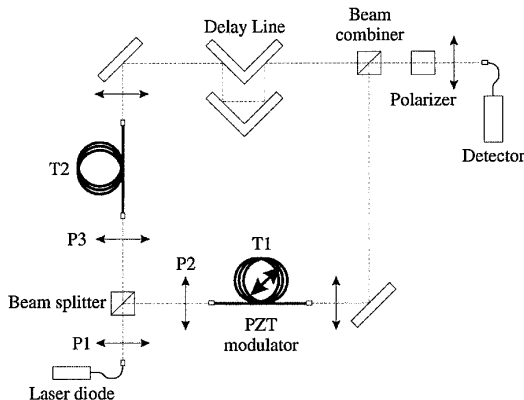 Delay Line
Beam
combiner
Polarizer
Detector
T2
P3
T1
P2
Beam splitter
PZT
modulator
P1
Laser diode